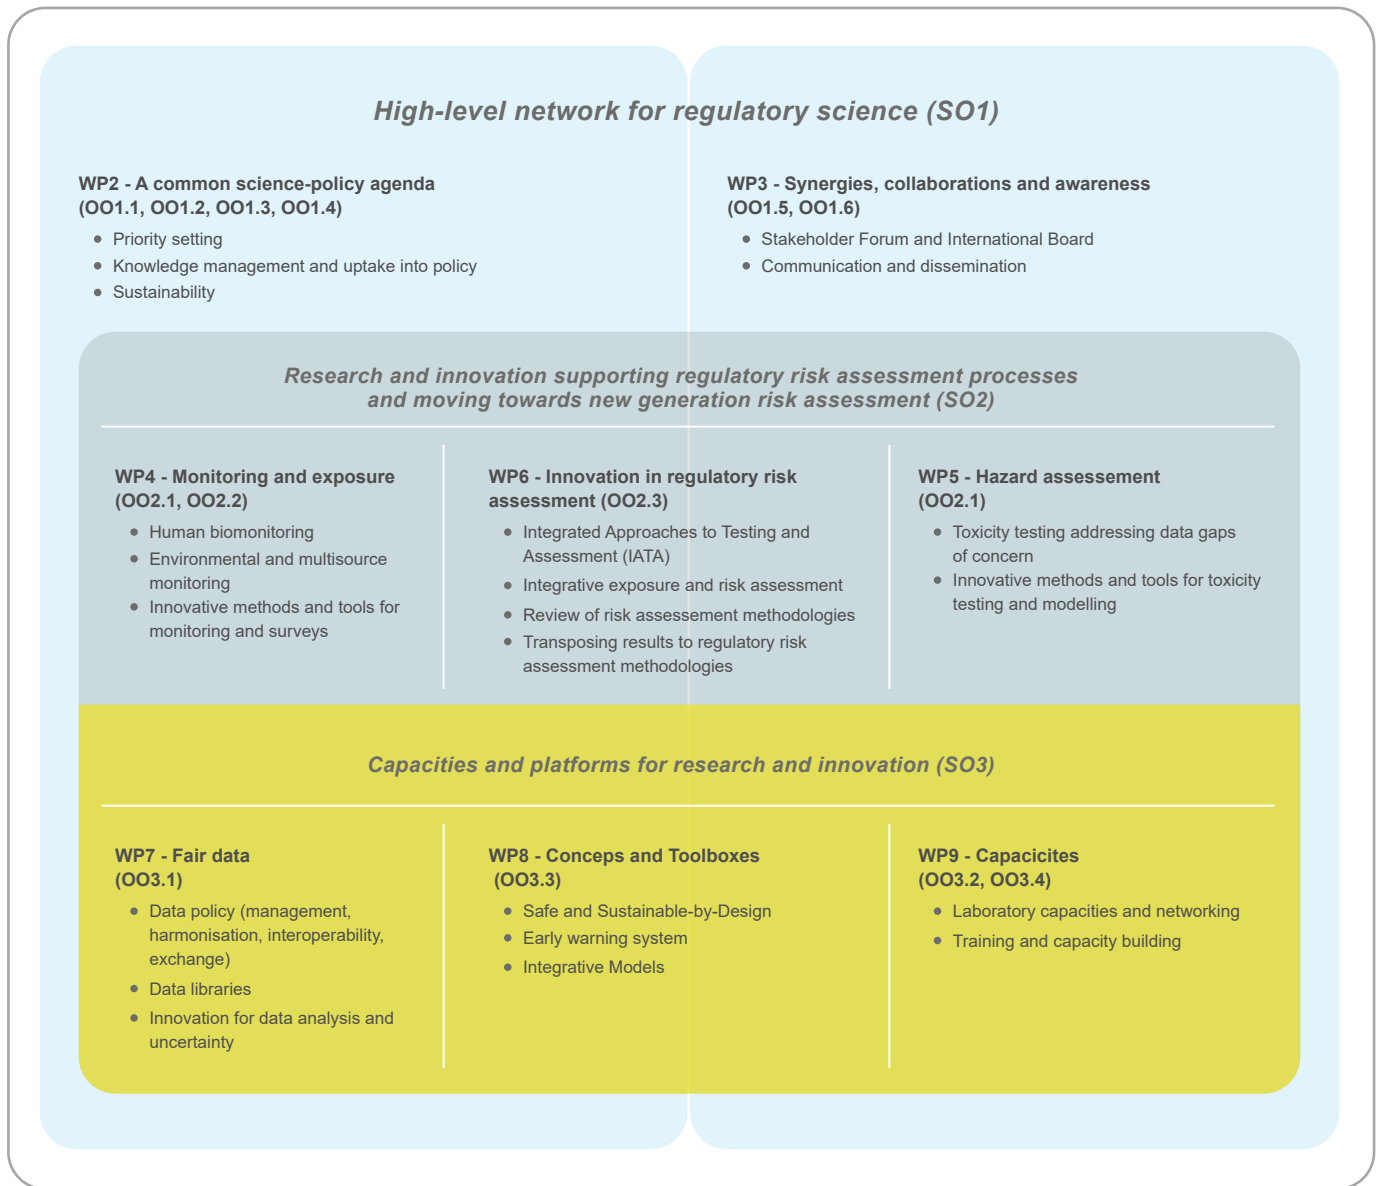 High-level network for regulatory science (SO1)
WP2 - A common science-policy agenda
(OO1.1, OO1.2, OO1.3, OO1.4)
Priority setting
Knowledge management and uptake into policy
Sustainability
WP3 - Synergies, collaborations and awareness
(OO1.5, OO1.6)
Stakeholder Forum and International Board
Communication and dissemination
Research and innovation supporting regulatory risk assessment processes
and moving towards new generation risk assessment (SO2)
WP4 - Monitoring and exposure
(OO2.1, OO2.2)
Human biomonitoring
Environmental and multisource
monitoring
Innovative methods and tools for
monitoring and surveys
WP6 - Innovation in regulatory risk
assessment (OO2.3)
Integrated Approaches to Testing and
Assessment (IATA)
Integrative exposure and risk assessment
Review of risk assessment methodologies
Transposing results to regulatory risk
assessment methodologies
WP5 - Hazard assessement
(OO2.1)
Toxicity testing addressing data gaps
of concern
Innovative methods and tools for toxicity
testing and modelling
Capacities and platforms for research and innovation (SO3)
WP7 - Fair data
(OO3.1)
Data policy (management,
harmonisation, interoperability,
exchange)
Data libraries
Innovation for data analysis and
uncertainty
WP8 - Conceps and Toolboxes
(OO3.3)
Safe and Sustainable-by-Design
Early warning system
Integrative Models
WP9 - Capacicites
(OO3.2, OO3.4)
Laboratory capacities and networking
Training and capacity building